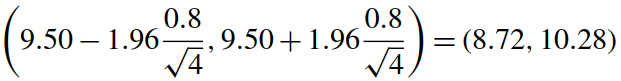 (9.50 − 1.96 0.8/√4, 9.50 + 1.96 0.8/√4) = (8.72, 10.28)